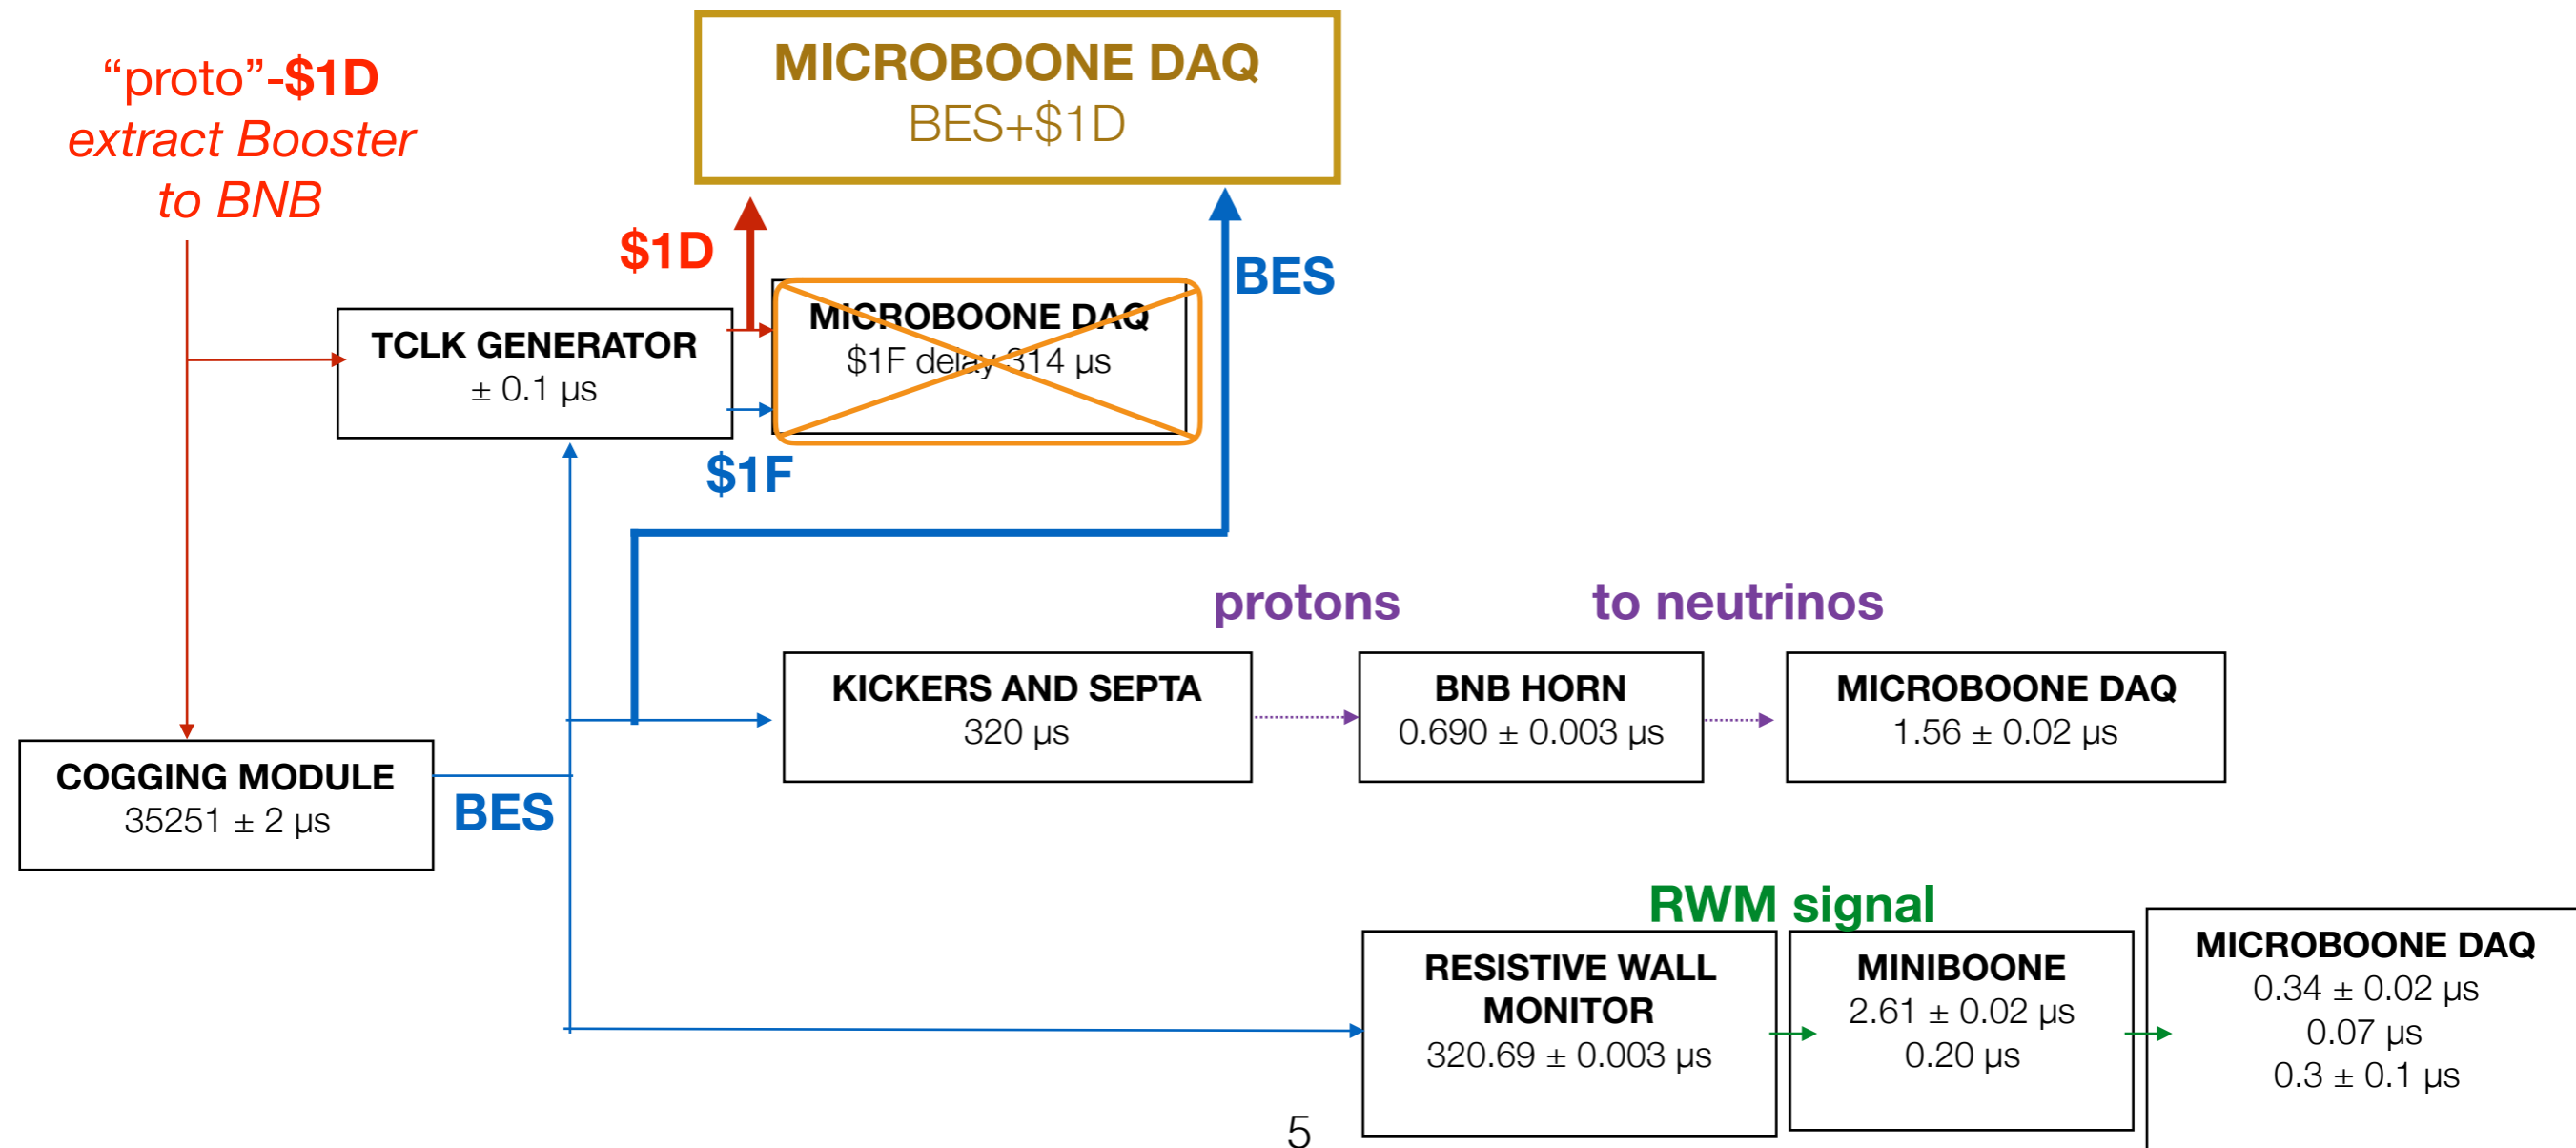 “proto”-$1D
extract Booster
to BNB
MICROBOONE DAQ
BES+$1D
$1D
BES
TCLK GENERATOR
± 0.1 µs
MICROBOONE DAQ
$1F delay 314 µs
$1F
protons
to neutrinos
KICKERS AND SEPTA
320 µs
BNB HORN
0.690 ± 0.003 µs
MICROBOONE DAQ
1.56 ± 0.02 µs
COGGING MODULE
35251 ± 2 µs
BES
RWM signal
RESISTIVE WALL
MONITOR
320.69 ± 0.003 µs
MINIBOONE
2.61 ± 0.02 µs
0.20 µs
MICROBOONE DAQ
0.34 ± 0.02 µs
0.07 µs
0.3 ± 0.1 µs
5